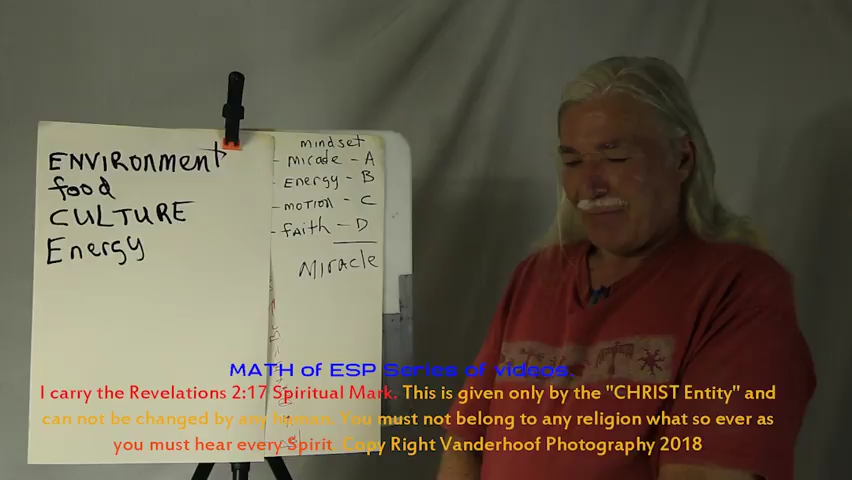 ENVIRONment
food
CULTURE
Energy
mindset
- micade - A
- Energy - B
- MOTION - C
- fAIth - D
MIracle
MATH of ESP Series of videos.
I carry the Revelations 2:17 Spiritual Mark. This is given only by the "CHRIST Entity" and
can not be changed by any human. You must not belong to any religion what so ever as
you must hear every Spirit Copy Right Vanderhoof Photography 2018